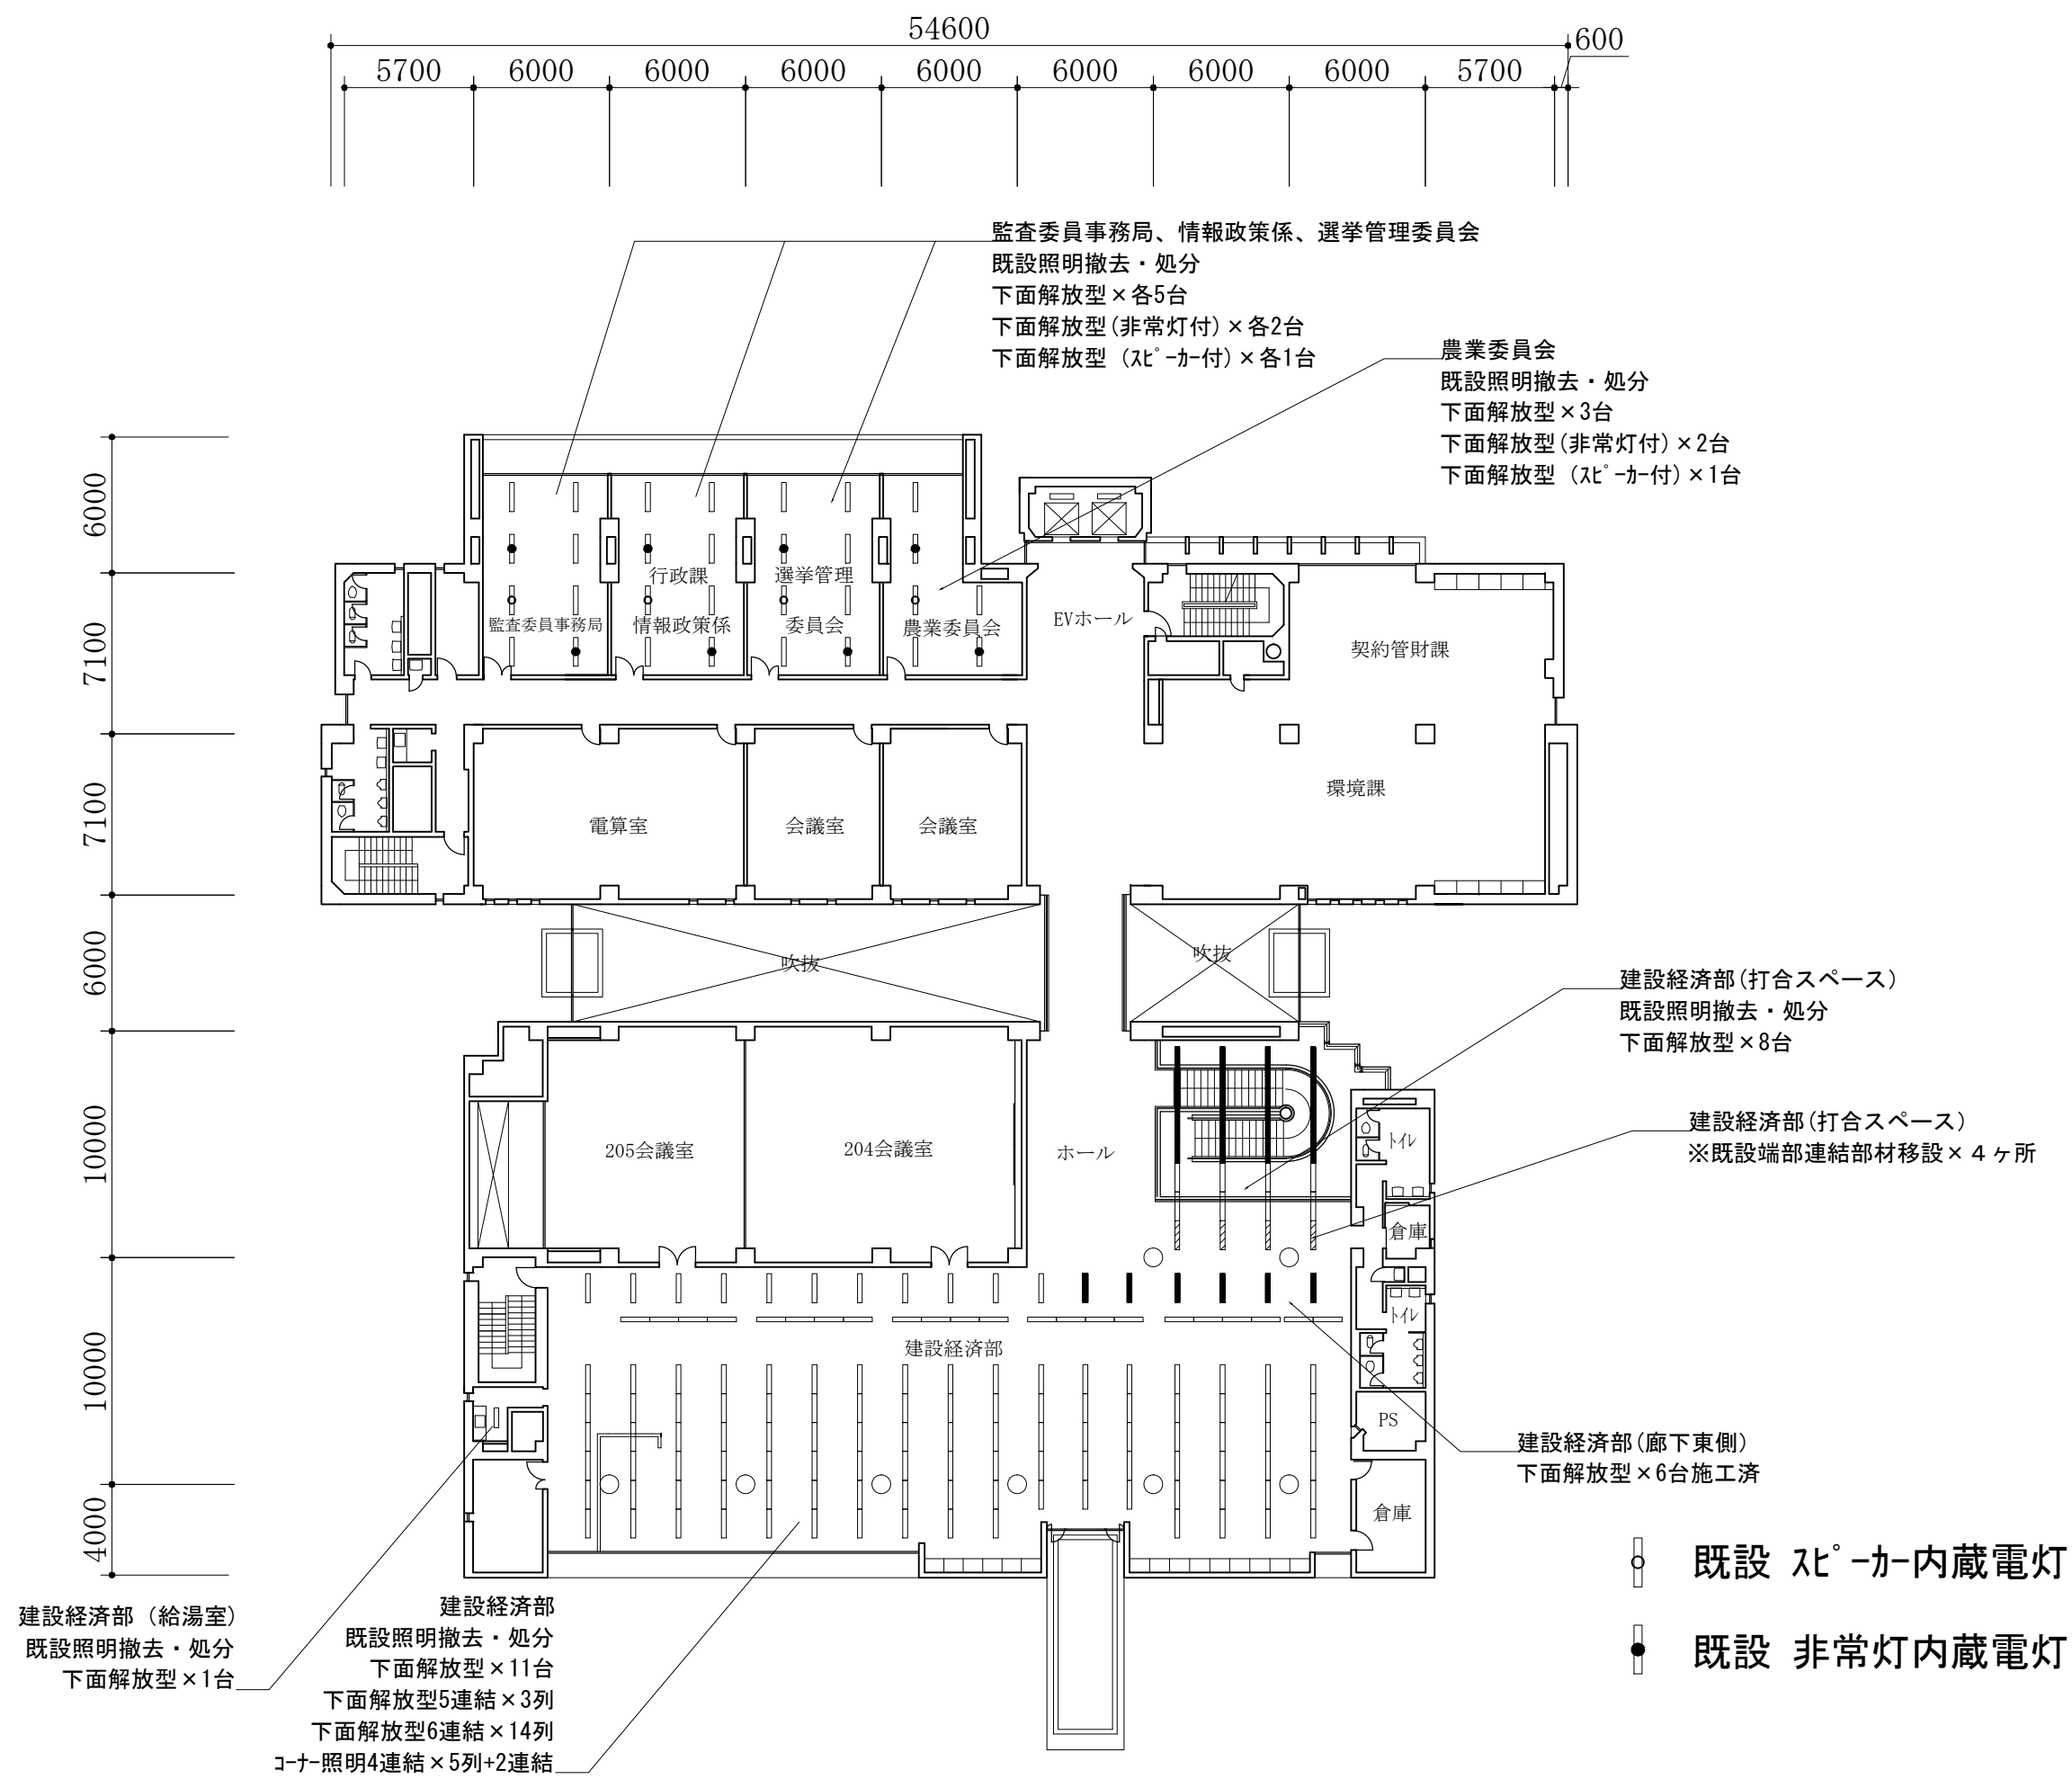 54600
600
5700 6000 6000 6000 6000 6000 6000 6000 5700
監査委員事務局、情報政策係、選挙管理委員会
既設照明撤去・処分
下面解放型×各5台
下面解放型(非常灯付)×各2台
下面解放型 (ｽﾋﾟｰｶｰ付)×各1台
農業委員会
既設照明撤去・処分
下面解放型×3台
下面解放型(非常灯付)×2台
下面解放型 (ｽﾋﾟｰｶｰ付)×1台
6000
7100
7100
6000
10000
10000
4000
監査委員事務局
行政課
情報政策係
選挙管理
委員会
農業委員会
EVホール
契約管財課
環境課
電算室
会議室
会議室
吹抜
吹抜
建設経済部(打合スペース)
既設照明撤去・処分
下面解放型×8台
建設経済部(打合スペース)
※既設端部連結部材移設×４ヶ所
205会議室
204会議室
ホール
ﾄｲﾚ
倉庫
ﾄｲﾚ
建設経済部
PS
倉庫
建設経済部(廊下東側)
下面解放型×6台施工済
建設経済部（給湯室）
既設照明撤去・処分
下面解放型×1台
建設経済部
既設照明撤去・処分
下面解放型×11台
下面解放型5連結×3列
下面解放型6連結×14列
ｺｰﾅｰ照明4連結×5列+2連結
既設 ｽﾋﾟｰｶｰ内蔵電灯
既設 非常灯内蔵電灯